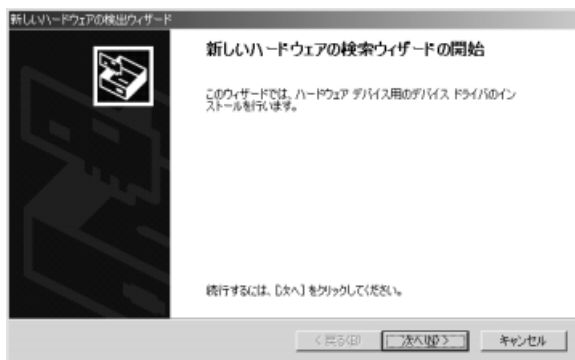 新しいハードウェアの検出ウィザード
新しいハードウェアの検索ウィザードの開始
このウィザードでは、ハードウェア デバイス用のデバイス ドライバのイン
ストールを行います。
続行するには、[次へ] をクリックしてください。
< 戻る(B)
次へ(N) >
キャンセル